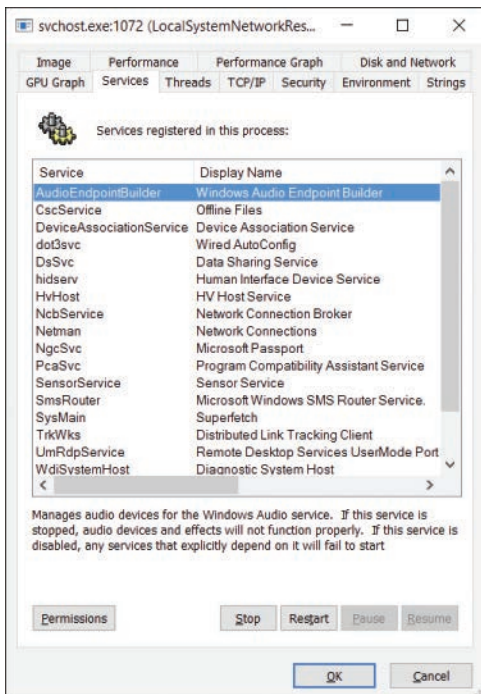 svchost.exe:1072 (LocalSystemNetworkRes...
Image Performance Performance Graph Disk and Network
GPU Graph Services Threads TCP/IP Security Environment Strings
Services registered in this process:
Service Display Name
AudioEndpointBuilder Windows Audio Endpoint Builder
CscService Offline Files
DeviceAssociationService Device Association Service
dot3svc Wired AutoConfig
DsSvc Data Sharing Service
hidserv Human Interface Device Service
HvHost HV Host Service
NcbService Network Connection Broker
Netman Network Connections
NgcSvc Microsoft Passport
PcaSvc Program Compatibility Assistant Service
SensorService Sensor Service
SmsRouter Microsoft Windows SMS Router Service.
SysMain Superfetch
TrkWks Distributed Link Tracking Client
UmRdpService Remote Desktop Services UserMode Port
WdiSystemHost Diagnostic System Host
Manages audio devices for the Windows Audio service. If this service is
stopped, audio devices and effects will not function properly. If this service is
disabled, any services that explicitly depend on it will fail to start
Permissions Stop Restart Pause Resume
OK Cancel